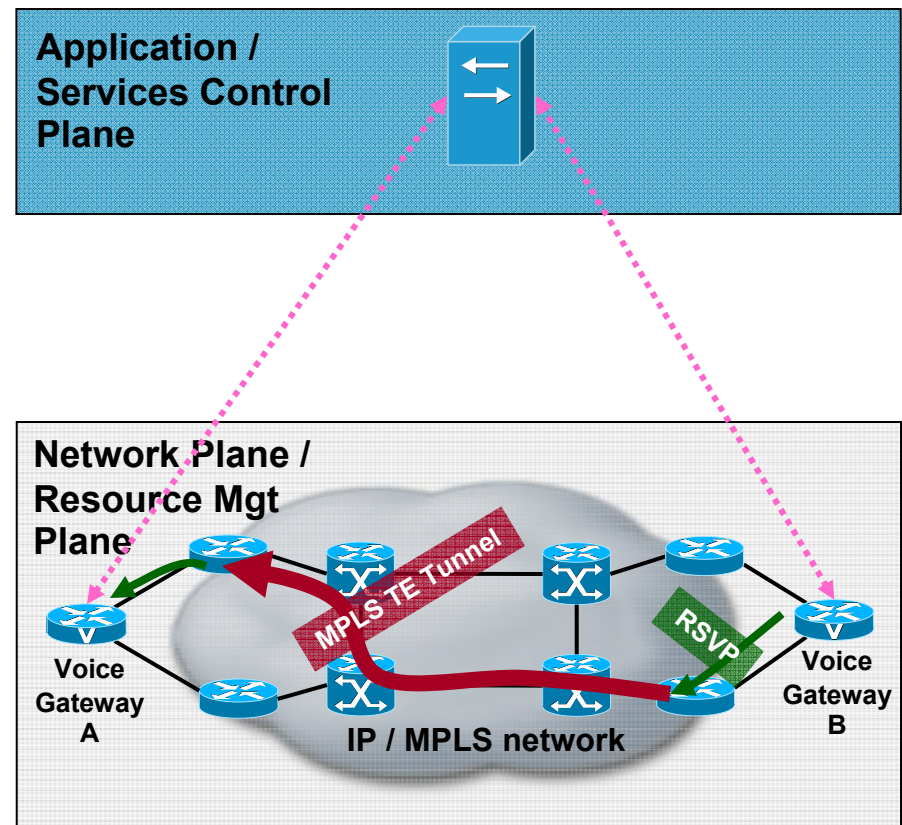 Application /
Services Control
Plane
Network Plane /
Resource Mgt
Plane
MPLS TE Tunnel
RSVP
V
Voice
Gateway
A
V
Voice
Gateway
B
IP / MPLS network